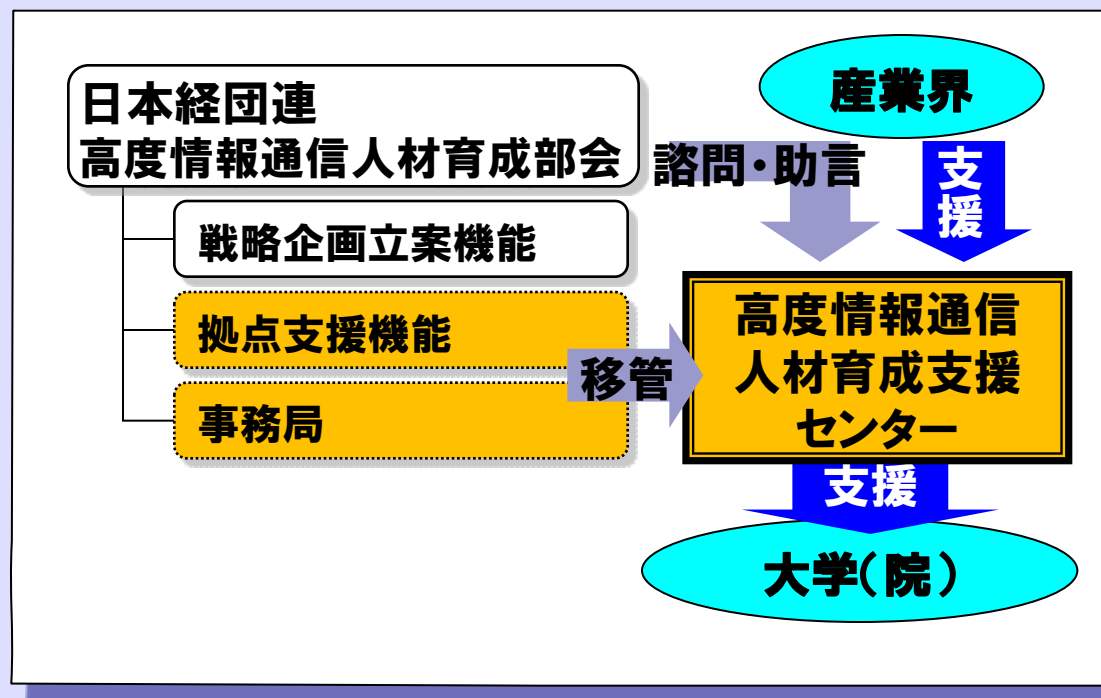 日本経団連
高度情報通信人材育成部会
戦略企画立案機能
拠点支援機能
事務局
移管
諮問・助言
産業界
支援
高度情報通信
人材育成支援
センター
支援
大学(院)